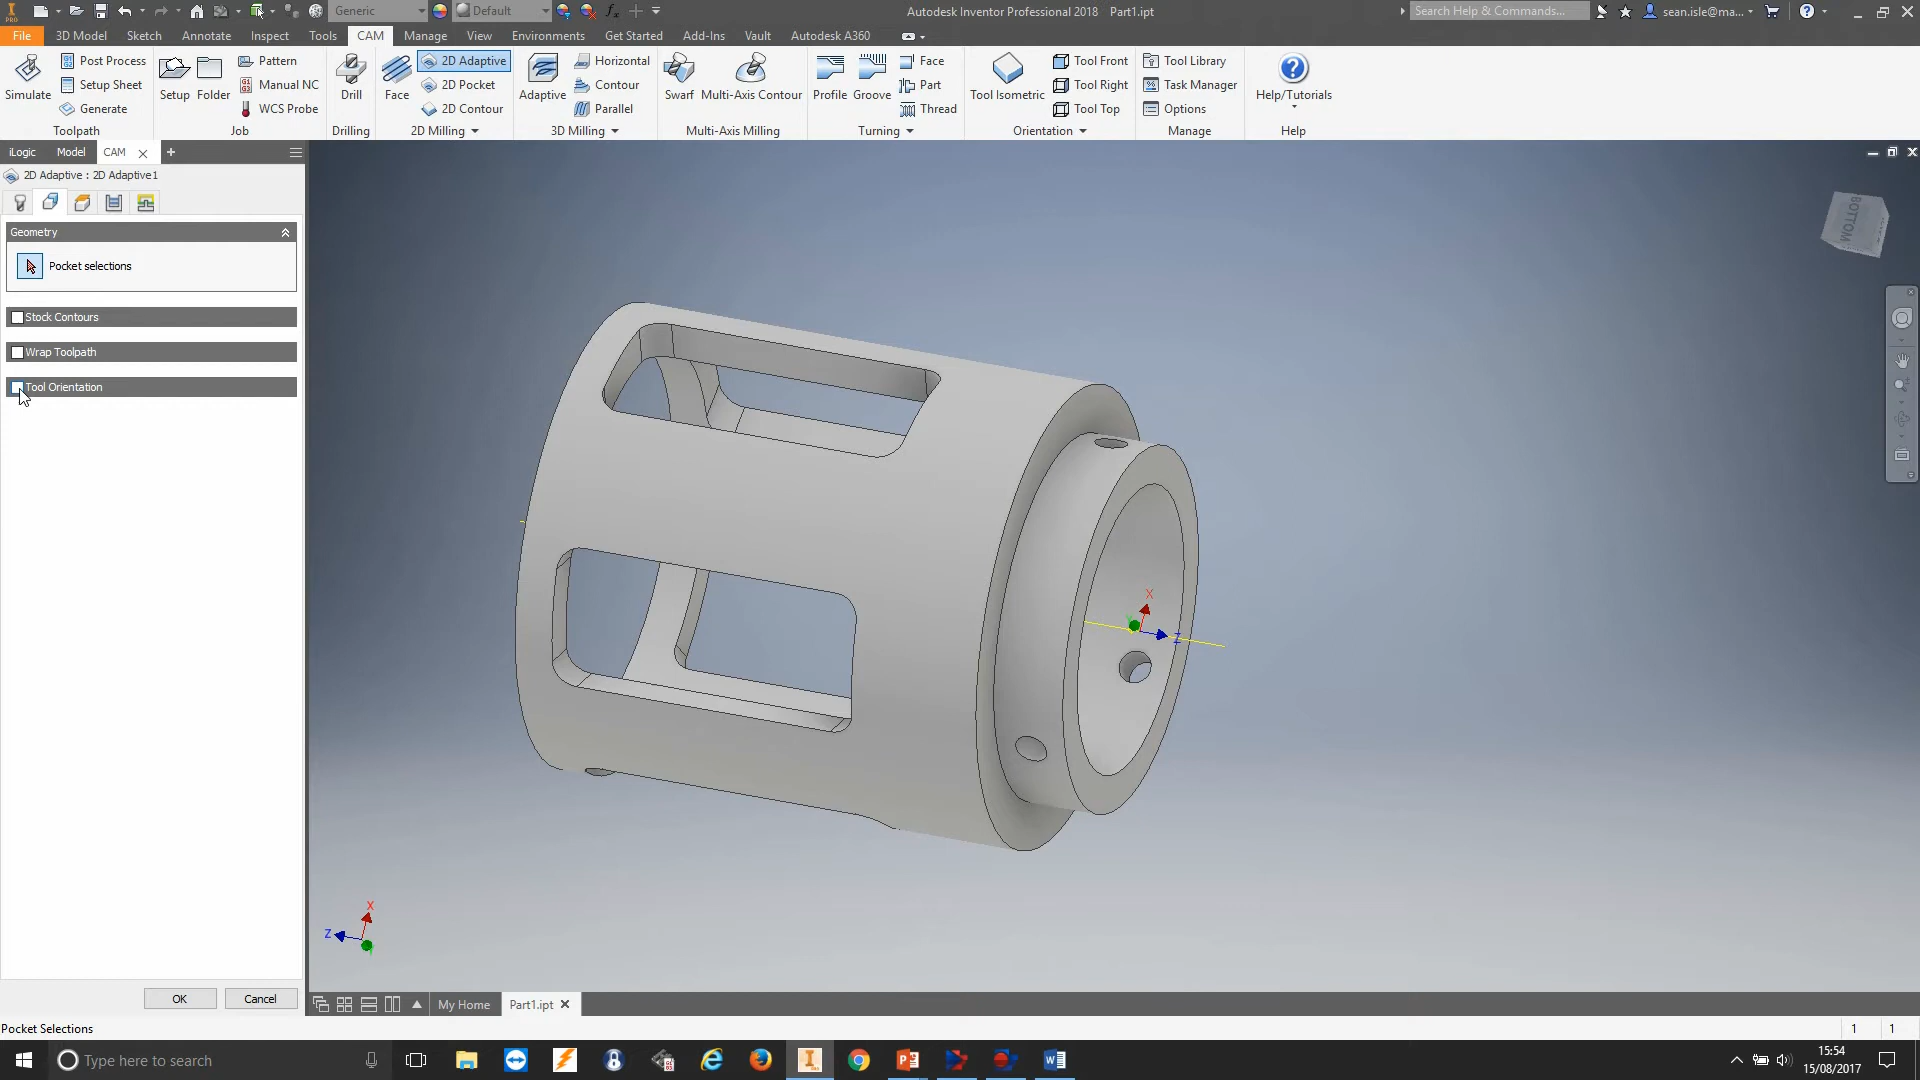 PRO
Generic
Default
Autodesk Inventor Professional 2018 Part1.ipt
Search Help & Commands...
sean.isle@ma...
File 3D Model Sketch Annotate Inspect Tools CAM Manage View Environments Get Started Add-Ins Vault Autodesk A360
Simulate
Post Process
Setup Sheet
Generate
Toolpath
Setup
Folder
Pattern
Manual NC
WCS Probe
Job
Drill
Drilling
Face
2D Adaptive
2D Pocket
2D Contour
2D Milling
Adaptive
Horizontal
Contour
Parallel
3D Milling
Swarf
Multi-Axis Contour
Multi-Axis Milling
Profile
Groove
Face
Part
Thread
Turning
Tool Isometric
Tool Front
Tool Right
Tool Top
Orientation
Tool Library
Task Manager
Options
Manage
Help/Tutorials
Help
iLogic Model CAM
2D Adaptive : 2D Adaptive1
Geometry
Pocket selections
Stock Contours
Wrap Toolpath
Tool Orientation
BOTTOM
X
Y
Z
X
Z
Y
OK
Cancel
My Home
Part1.ipt
Pocket Selections
1 1
Type here to search
15:54
15/08/2017